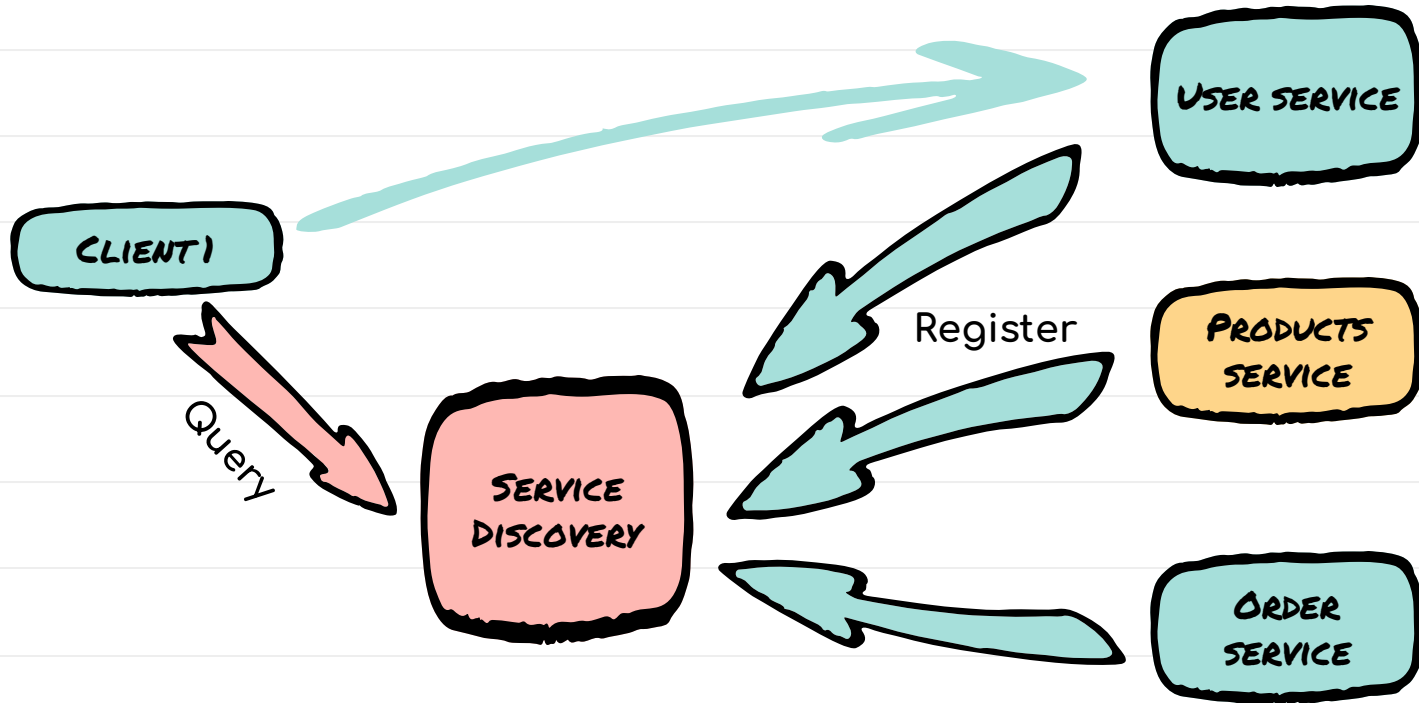 USER SERVICE
CLIENT 1
Register
PRODUCTS
SERVICE
Query
SERVICE
DISCOVERY
ORDER
SERVICE